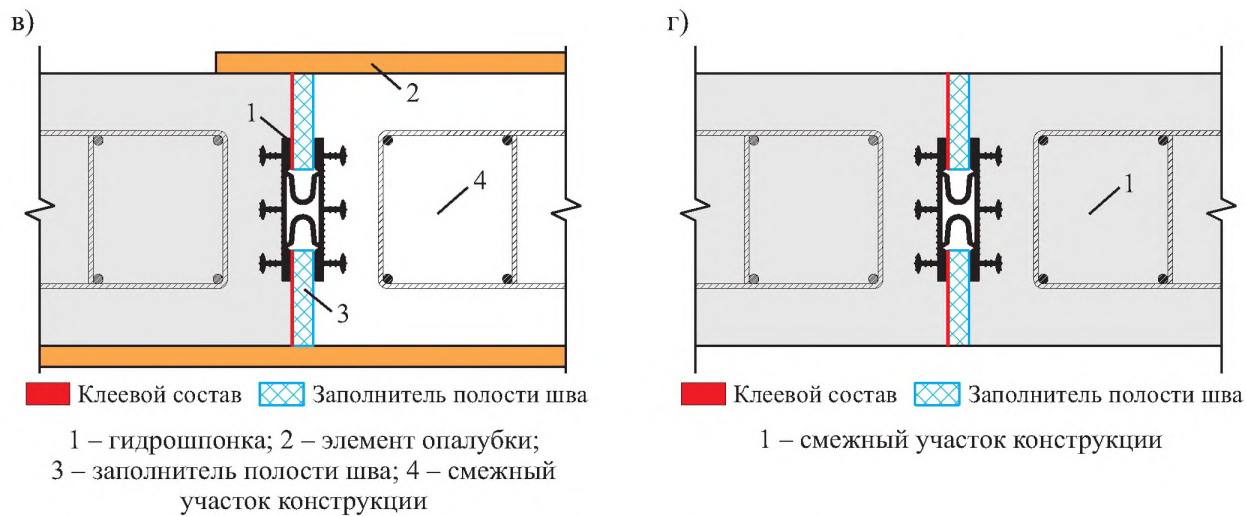 в)
1
2
4
3
Клеевой состав
Заполнитель полости шва
1 – гидрошпонка; 2 – элемент опалубки;
3 – заполнитель полости шва; 4 – смежный
участок конструкции
г)
1
Клеевой состав
Заполнитель полости шва
1 – смежный участок конструкции